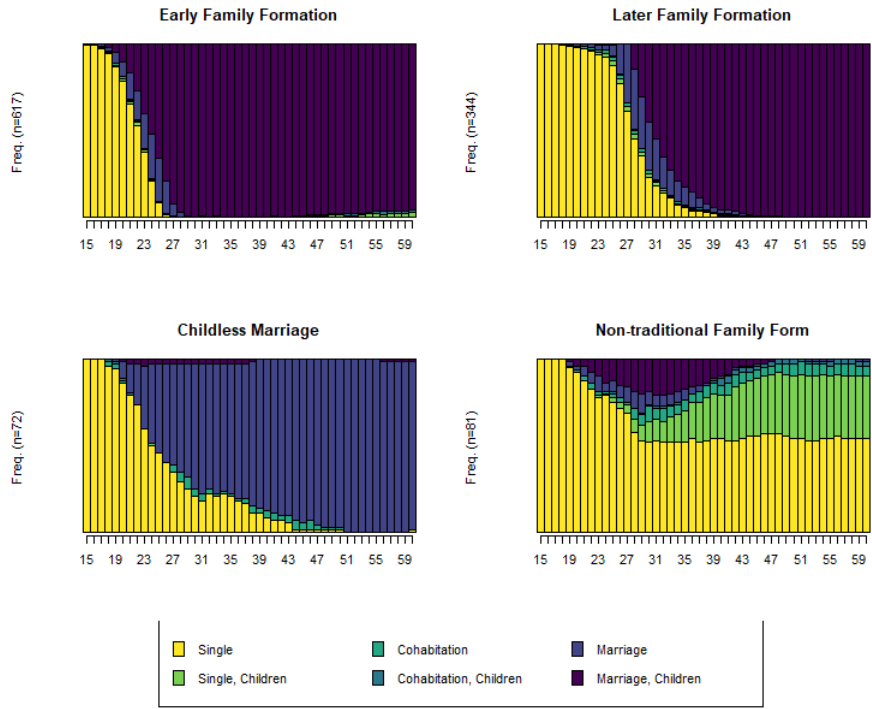 Early Family Formation
Later Family Formation
Freq. (n=617)
Freq. (n=344)
15 19 23 27 31 35 39 43 47 51 55 59
15 19 23 27 31 35 39 43 47 51 55 59
Childless Marriage
Non-traditional Family Form
Freq. (n=72)
Freq. (n=81)
15 19 23 27 31 35 39 43 47 51 55 59
15 19 23 27 31 35 39 43 47 51 55 59
Single
Cohabitation
Marriage
Single, Children
Cohabitation, Children
Marriage, Children